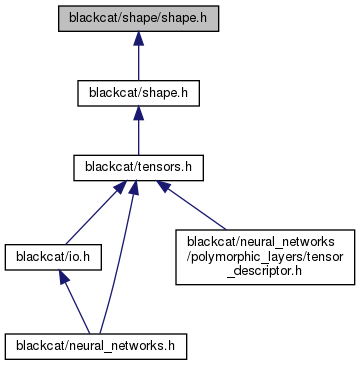 blackcat/shape/shape.h
blackcat/shape.h
blackcat/tensors.h
blackcat/io.h
blackcat/neural_networks
/polymorphic_layers/tensor
_descriptor.h
blackcat/neural_networks.h